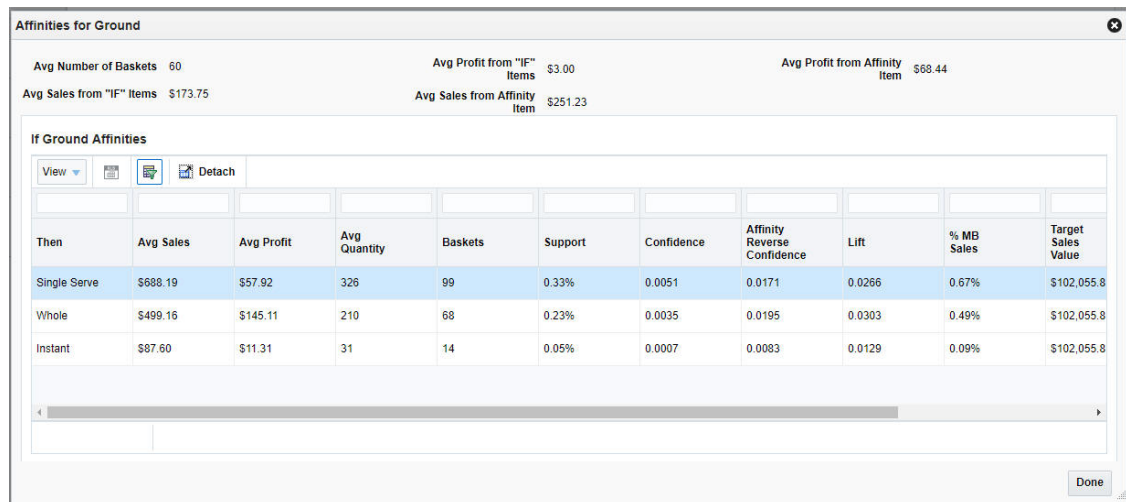 Affinities for Ground
Avg Number of Baskets 60
Avg Profit from "IF" Items $3.00
Avg Profit from Affinity Item $68.44
Avg Sales from "IF" Items $173.75
Avg Sales from Affinity Item $251.23
If Ground Affinities
View Detach
Then Avg Sales Avg Profit Avg Quantity Baskets Support Confidence Affinity Reverse Confidence Lift % MB Sales Target Sales Value
Single Serve $688.19 $57.92 326 99 0.33% 0.0051 0.0171 0.0266 0.67% $102,055.8
Whole $499.16 $145.11 210 68 0.23% 0.0035 0.0195 0.0303 0.49% $102,055.8
Instant $87.60 $11.31 31 14 0.05% 0.0007 0.0083 0.0129 0.09% $102,055.8
Done